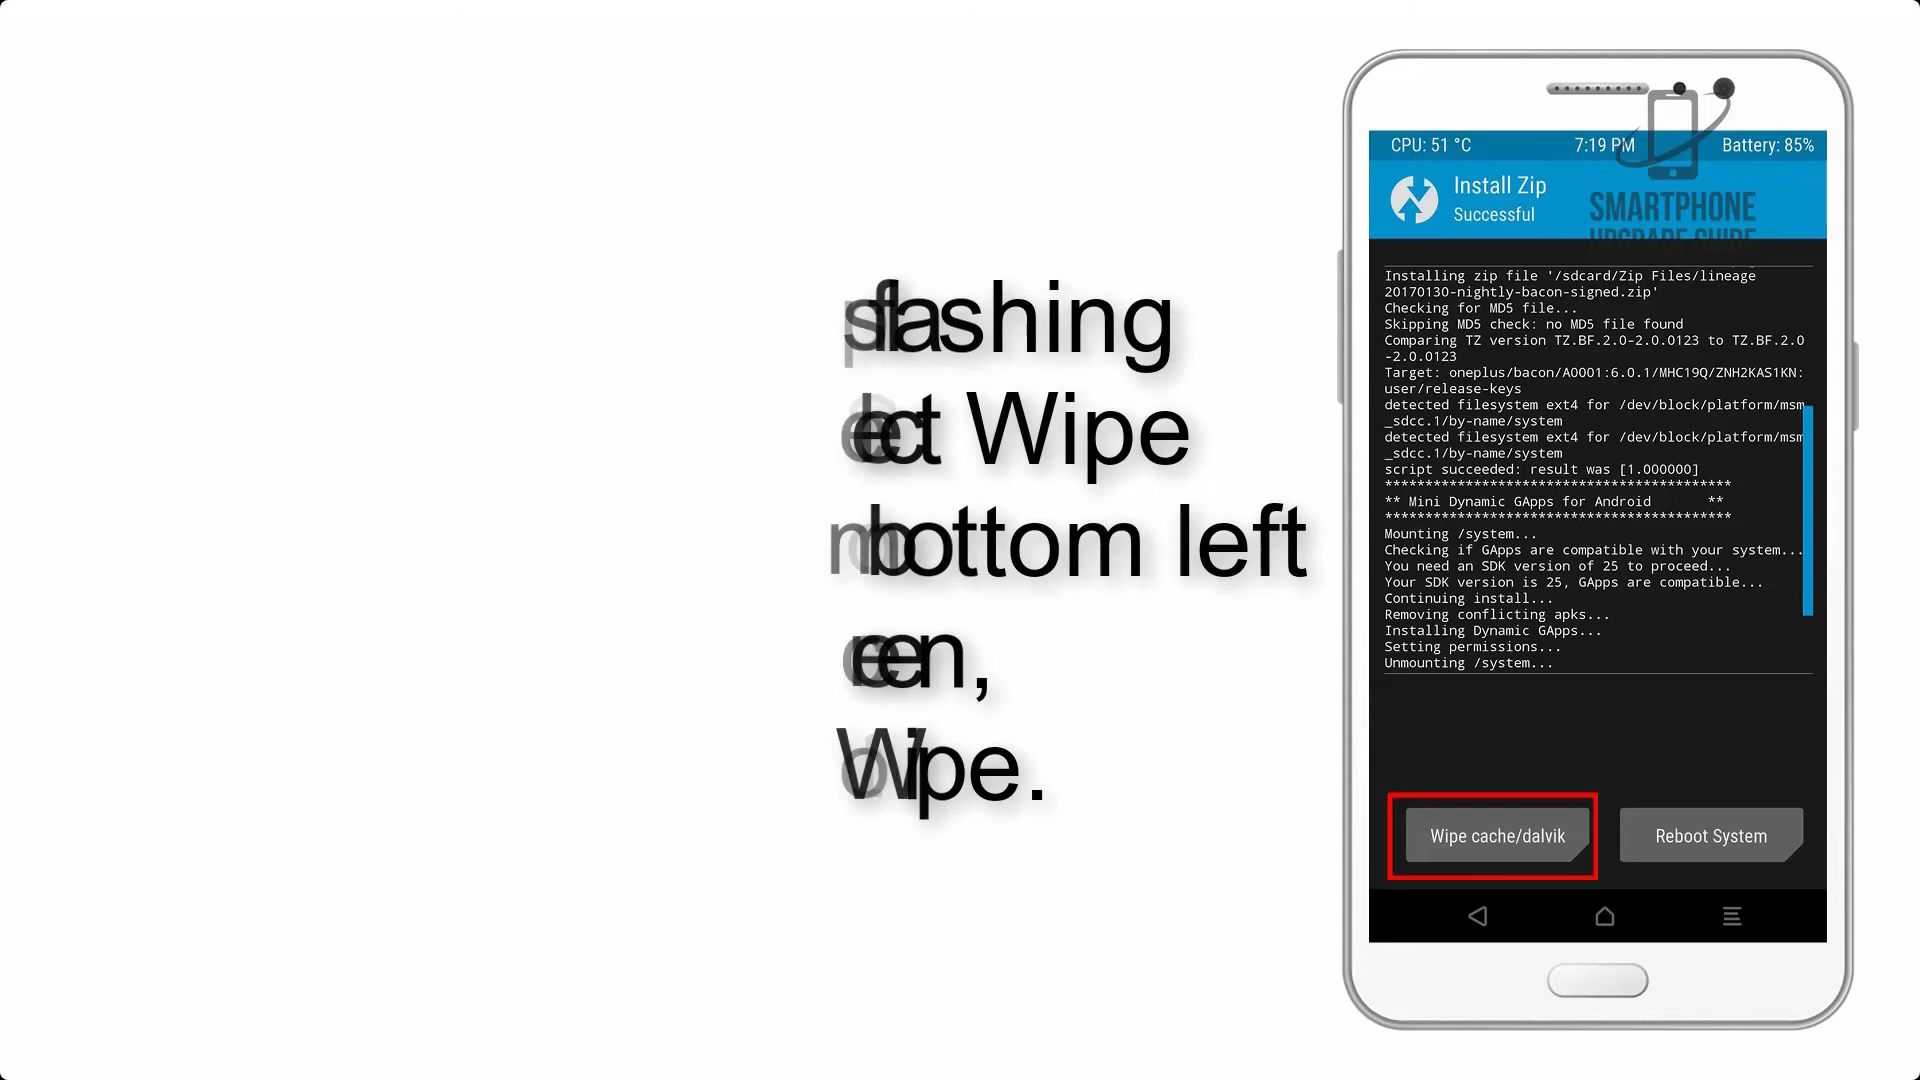 flashing
Wipe
bottom left
Wipe.
CPU: 51 °C 7:19 PM Battery: 85%
Install Zip
Successful
SMARTPHONE
UPGRADE GUIDE
Installing zip file '/sdcard/Zip Files/lineage
20170130-nightly-bacon-signed.zip'
Checking for MD5 file...
Skipping MD5 check: no MD5 file found
Comparing TZ version TZ.BF.2.0-2.0.0123 to TZ.BF.2.0
-2.0.0123
Target: oneplus/bacon/A0001:6.0.1/MHC19Q/ZNH2KAS1KN:
user/release-keys
detected filesystem ext4 for /dev/block/platform/msm
_sdcc.1/by-name/system
detected filesystem ext4 for /dev/block/platform/msm
_sdcc.1/by-name/system
script succeeded: result was [1.000000]
*******************************************
** Mini Dynamic GApps for Android **
*******************************************
Mounting /system...
Checking if GApps are compatible with your system...
You need an SDK version of 25 to proceed...
Your SDK version is 25, GApps are compatible...
Continuing install...
Removing conflicting apks...
Installing Dynamic GApps...
Setting permissions...
Unmounting /system...
Wipe cache/dalvik
Reboot System